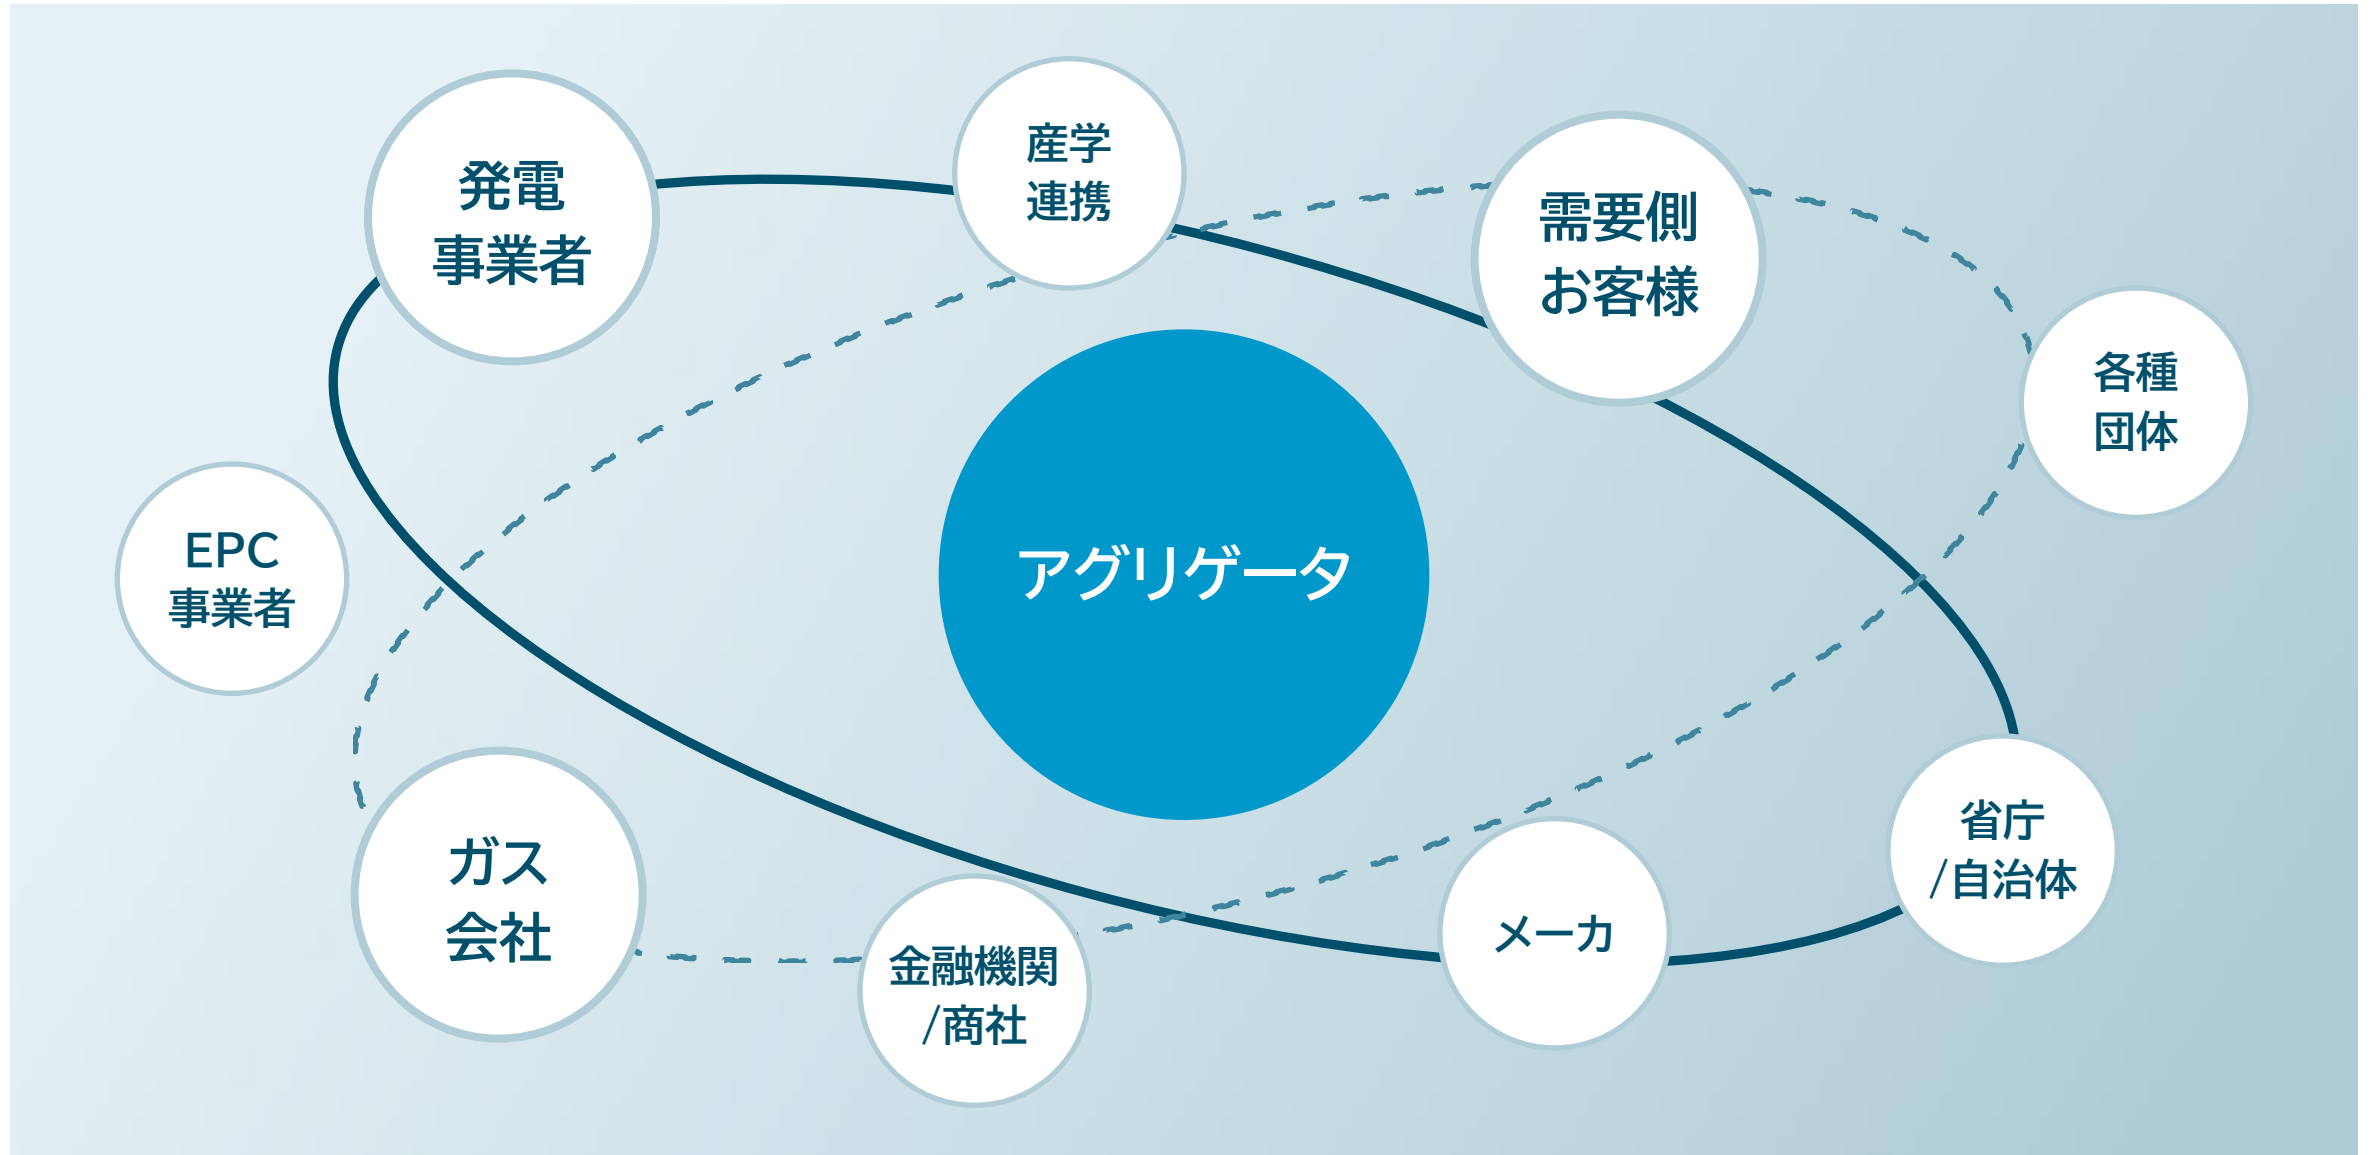 発電
事業者
産学
連携
需要側
お客様
各種
団体
EPC
事業者
アグリゲータ
ガス
会社
金融機関
/商社
メーカ
省庁
/自治体